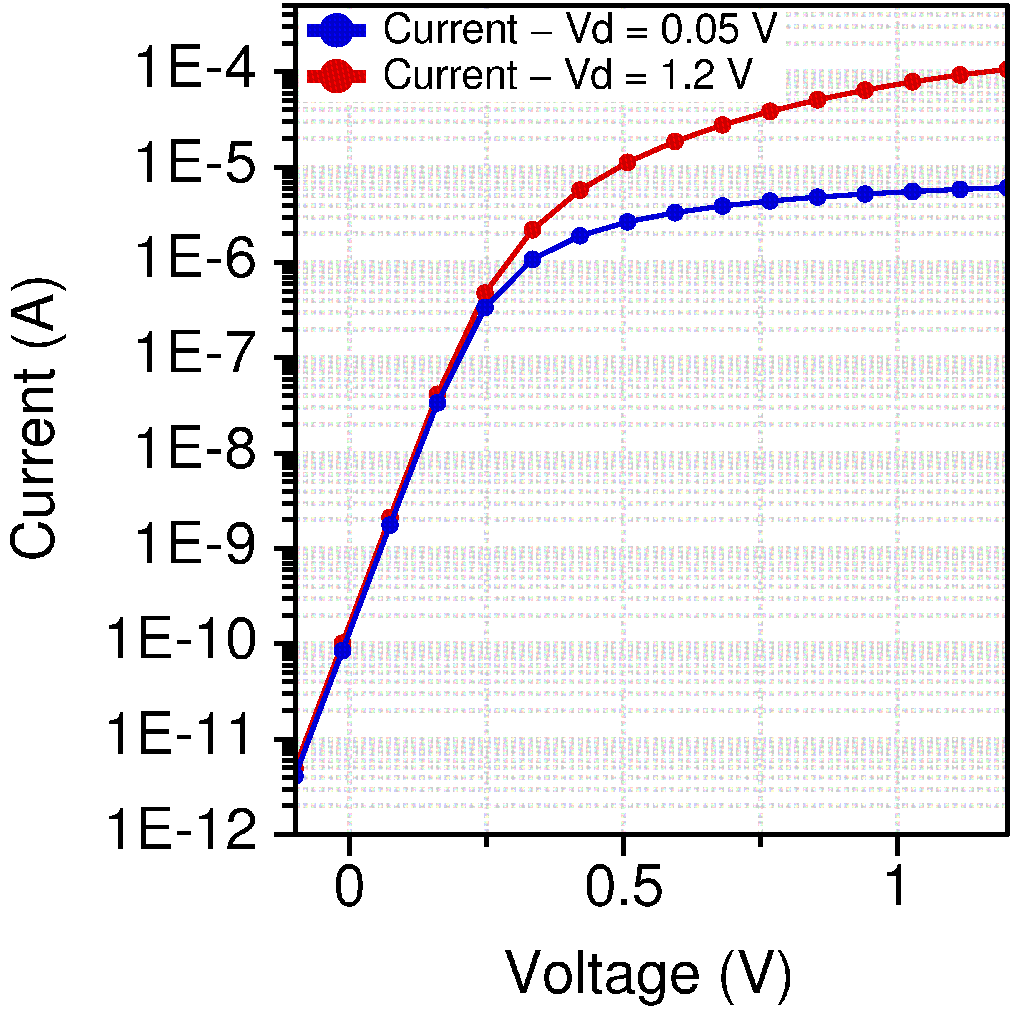 Current – Vd = 0.05 V
Current – Vd = 1.2 V
1E-4
1E-5
1E-6
1E-7
1E-8
1E-9
1E-10
1E-11
1E-12
Current (A)
0 0.5 1
Voltage (V)